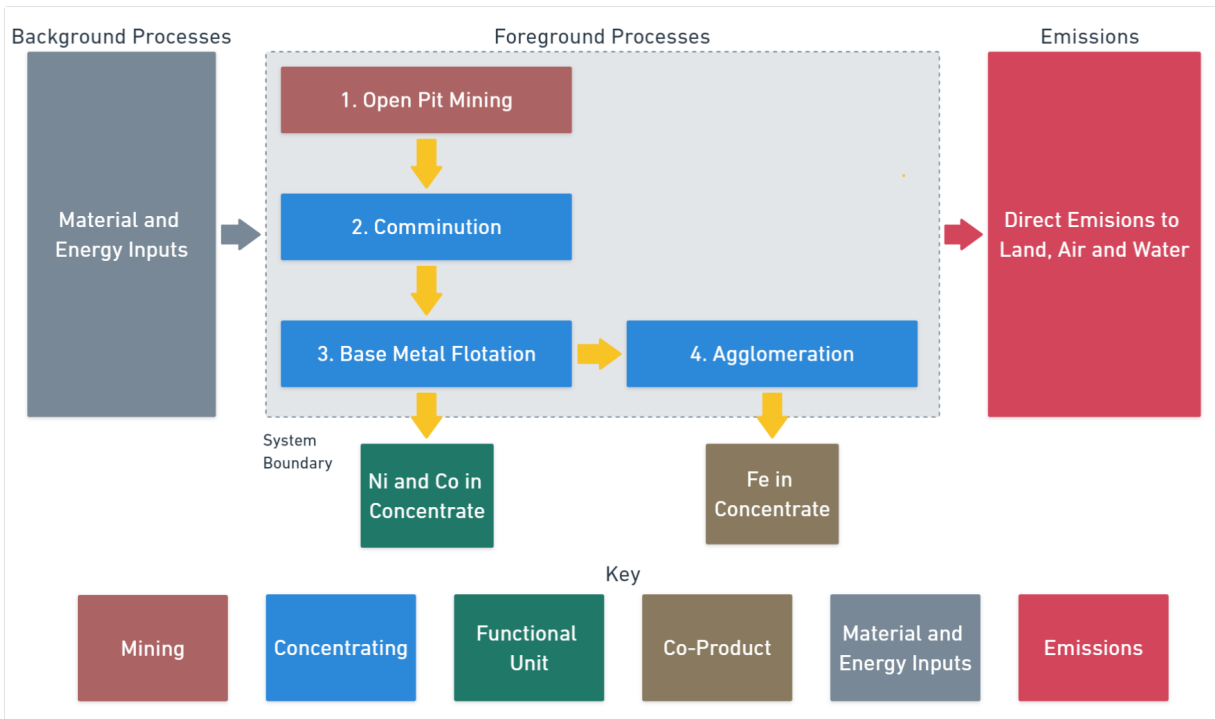 Background Processes
Foreground Processes
Emissions
Material and
Energy Inputs
1. Open Pit Mining
2. Comminution
3. Base Metal Flotation
4. Agglomeration
Direct Emisions to
Land, Air and Water
System
Boundary
Ni and Co in
Concentrate
Fe in
Concentrate
Key
Mining
Concentrating
Functional
Unit
Co-Product
Material and
Energy Inputs
Emissions